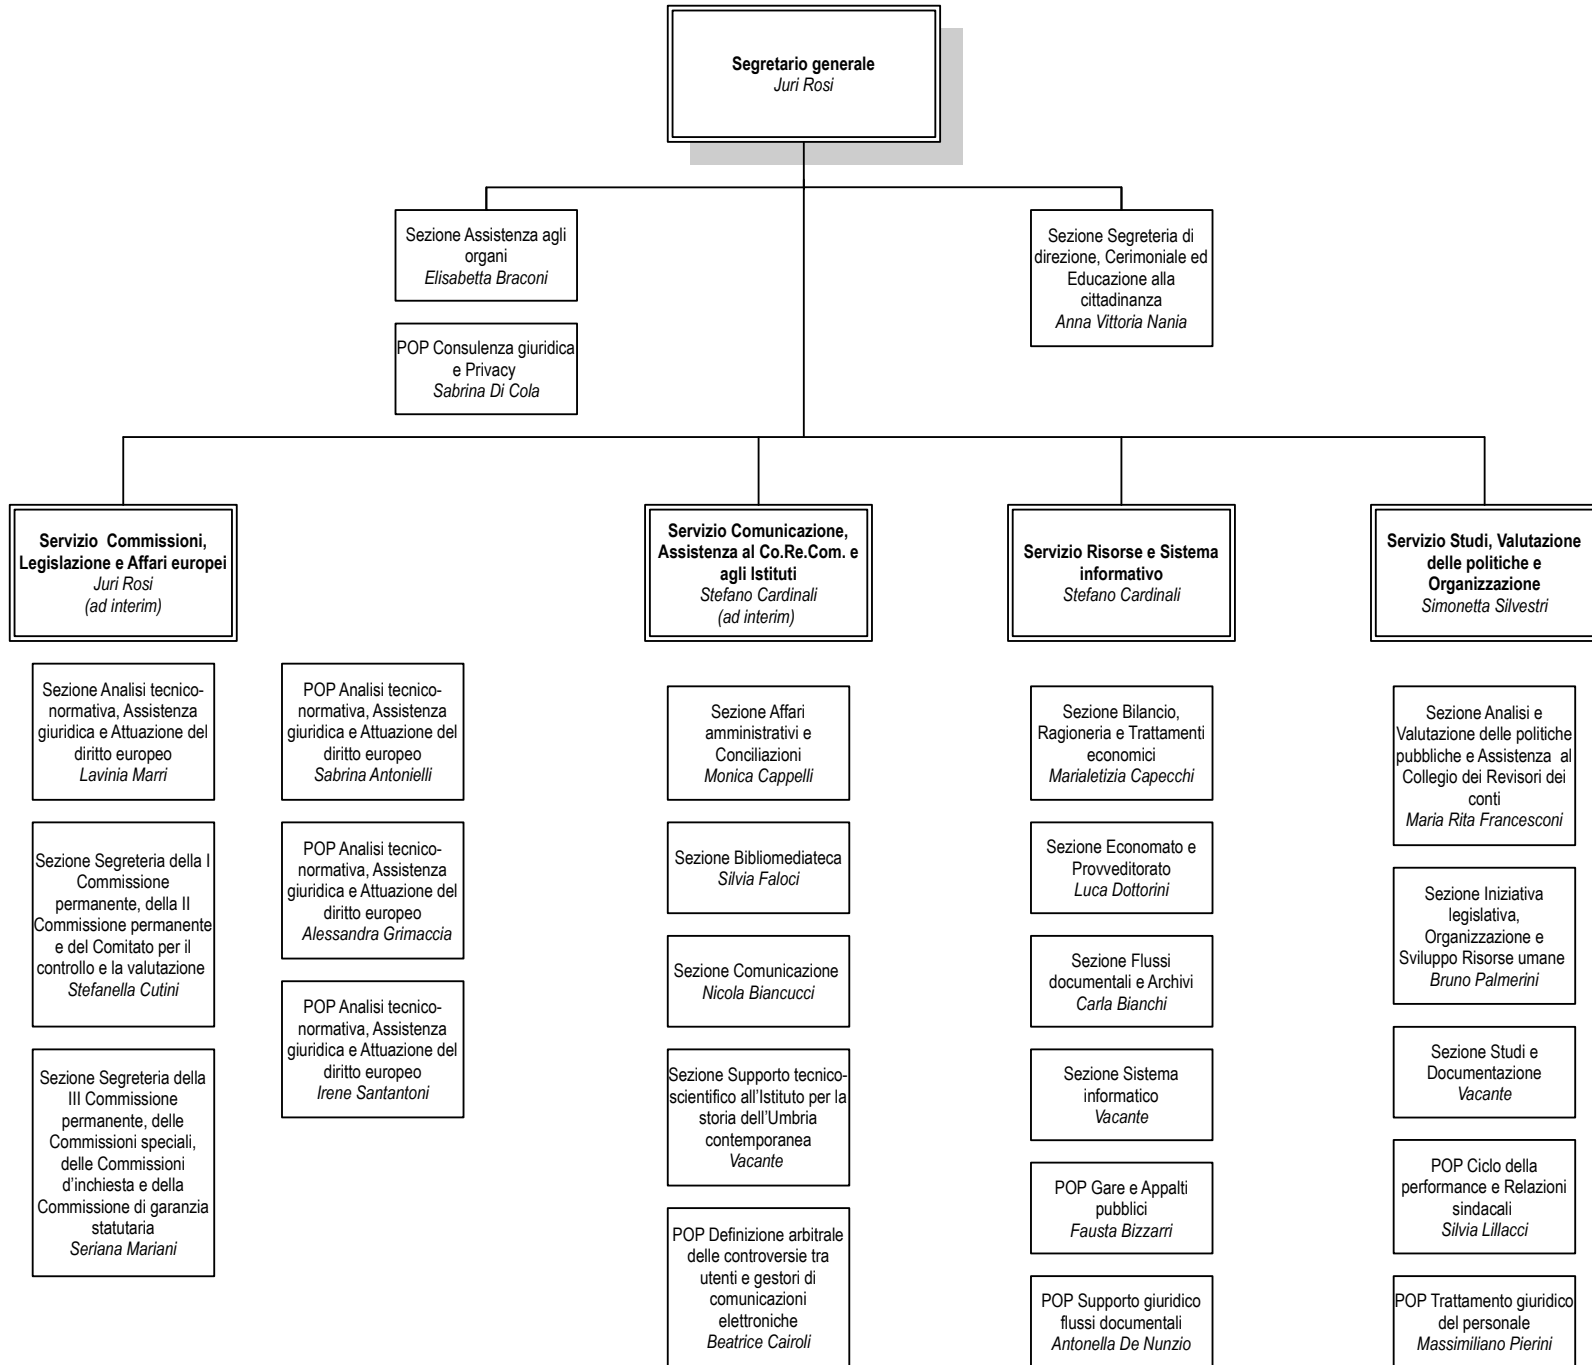 Segretario generale
Juri Rosi
Sezione Assistenza agli
organi
Elisabetta Braconi
POP Consulenza giuridica
e Privacy
Sabrina Di Cola
Sezione Segreteria di
direzione, Cerimoniale ed
Educazione alla
cittadinanza
Anna Vittoria Nania
Servizio Commissioni,
Legislazione e Affari europei
Juri Rosi
(ad interim)
Sezione Analisi tecnico-
normativa, Assistenza
giuridica e Attuazione del
diritto europeo
Lavinia Marri
Sezione Segreteria della I
Commissione
permanente, della II
Commissione permanente
e del Comitato per il
controllo e la valutazione
Stefanella Cutini
Sezione Segreteria della
III Commissione
permanente, delle
Commissioni speciali,
delle Commissioni
d'inchiesta e della
Commissione di garanzia
statutaria
Seriana Mariani
POP Analisi tecnico-
normativa, Assistenza
giuridica e Attuazione del
diritto europeo
Sabrina Antonielli
POP Analisi tecnico-
normativa, Assistenza
giuridica e Attuazione del
diritto europeo
Alessandra Grimaccia
POP Analisi tecnico-
normativa, Assistenza
giuridica e Attuazione del
diritto europeo
Irene Santantoni
Servizio Comunicazione,
Assistenza al Co.Re.Com. e
agli Istituti
Stefano Cardinali
(ad interim)
Sezione Affari
amministrativi e
Conciliazioni
Monica Cappelli
Sezione Bibliomediateca
Silvia Faloci
Sezione Comunicazione
Nicola Biancucci
Sezione Supporto tecnico-
scientifico all'Istituto per la
storia dell'Umbria
contemporanea
Vacante
POP Definizione arbitrale
delle controversie tra
utenti e gestori di
comunicazioni
elettroniche
Beatrice Cairoli
Servizio Risorse e Sistema
informativo
Stefano Cardinali
Sezione Bilancio,
Ragioneria e Trattamenti
economici
Marialetizia Capecchi
Sezione Economato e
Provveditorato
Luca Dottorini
Sezione Flussi
documentali e Archivi
Carla Bianchi
Sezione Sistema
informatico
Vacante
POP Gare e Appalti
pubblici
Fausta Bizzarri
POP Supporto giuridico
flussi documentali
Antonella De Nunzio
Servizio Studi, Valutazione
delle politiche e
Organizzazione
Simonetta Silvestri
Sezione Analisi e
Valutazione delle politiche
pubbliche e Assistenza al
Collegio dei Revisori dei
conti
Maria Rita Francesconi
Sezione Iniziativa
legislativa,
Organizzazione e
Sviluppo Risorse umane
Bruno Palmerini
Sezione Studi e
Documentazione
Vacante
POP Ciclo della
performance e Relazioni
sindacali
Silvia Lillacci
POP Trattamento giuridico
del personale
Massimiliano Pierini